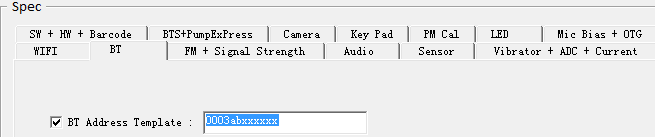 Spec
SW + HW + Barcode BTS+PumpExPress Camera Key Pad PM Cal LED Mic Bias + OTG
WIFI BT FM + Signal Strength Audio Sensor Vibrator + ADC + Current
BT Address Template : 0003abxxxxxx